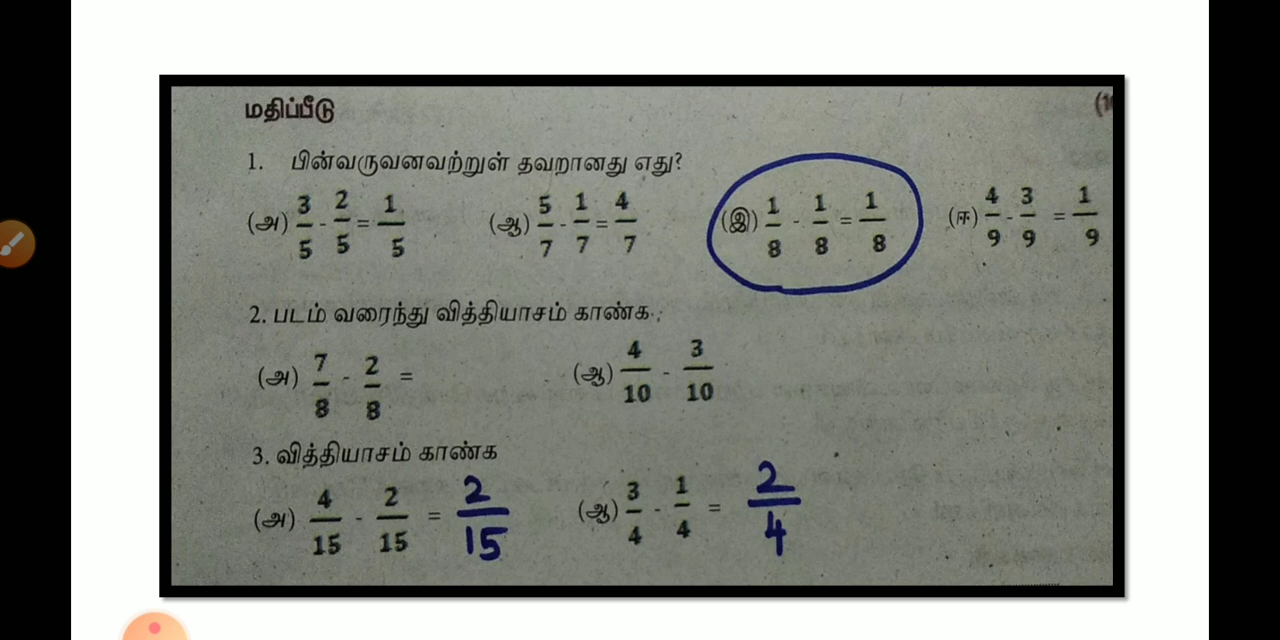 மதிப்பீடு
1. பின்வருவனவற்றுள் தவறானது எது?
(அ) 3/5 - 2/5 = 1/5 (ஆ) 5/7 - 1/7 = 4/7 (இ) 1/8 - 1/8 = 1/8 (ஈ) 4/9 - 3/9 = 1/9
2. படம் வரைந்து வித்தியாசம் காண்க.
(அ) 7/8 - 2/8 = (ஆ) 4/10 - 3/10
3. வித்தியாசம் காண்க
(அ) 4/15 - 2/15 = 2/15 (ஆ) 3/4 - 1/4 = 2/4